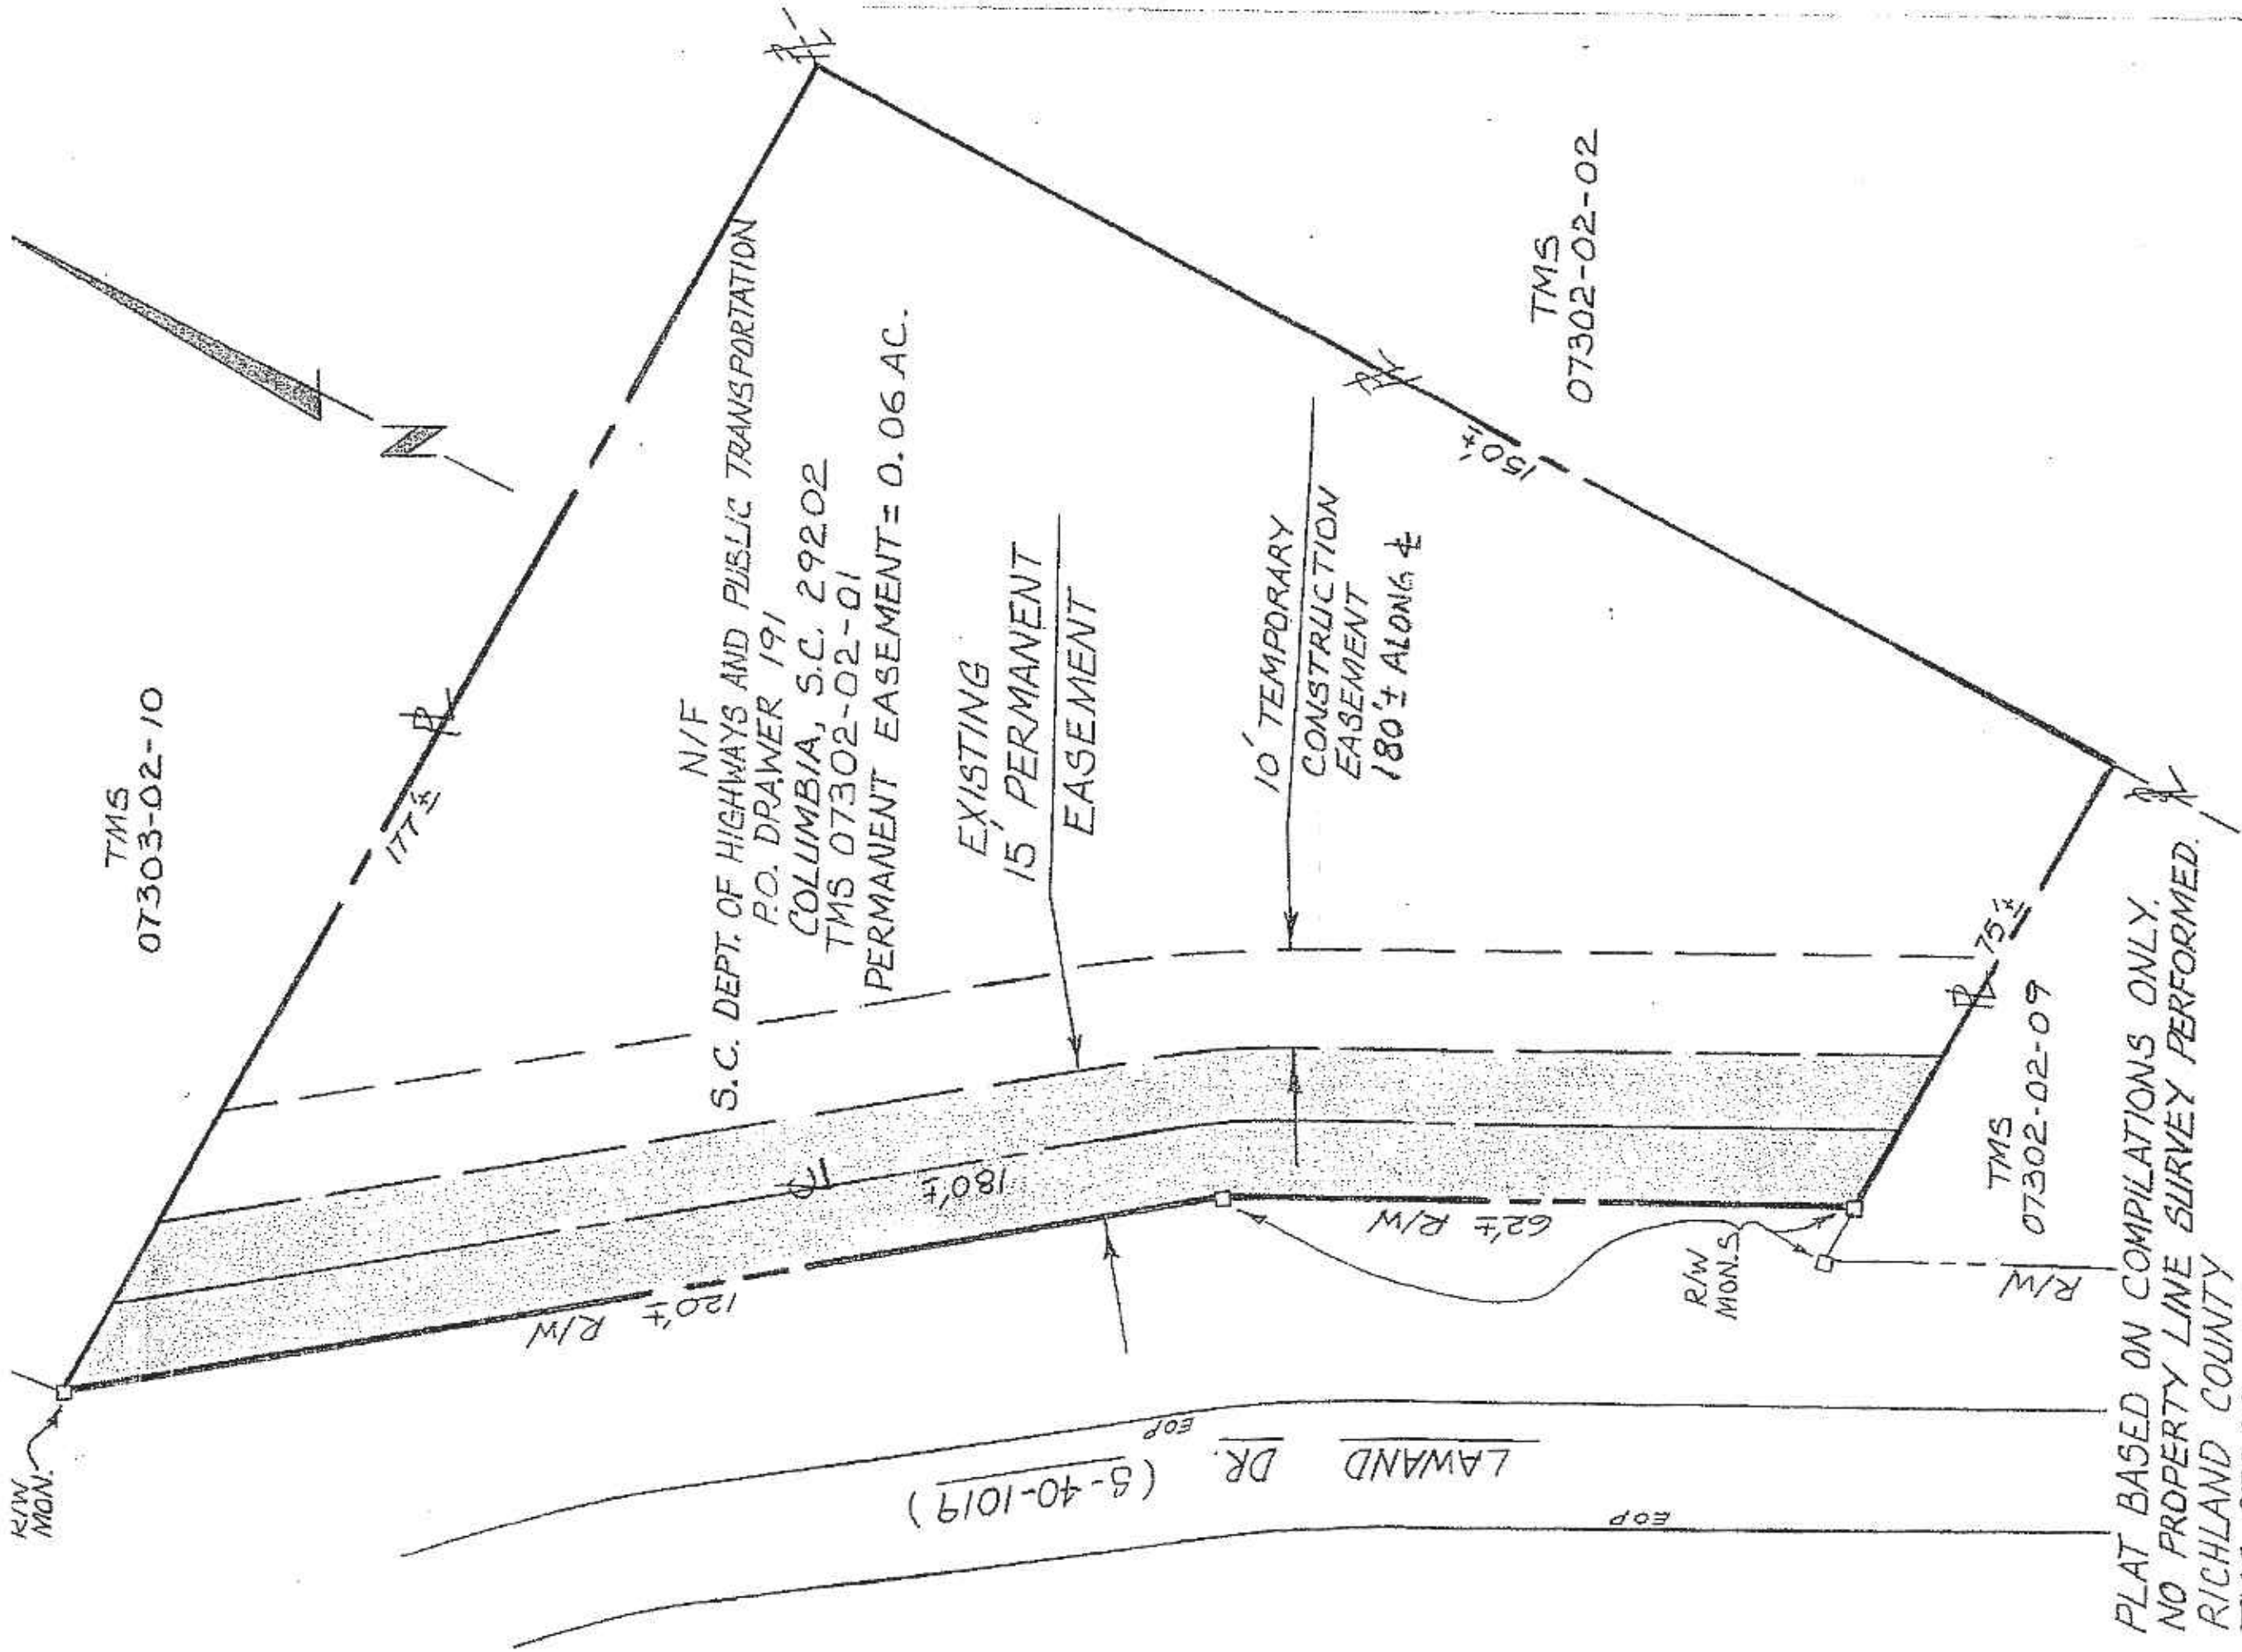 R/W
MON.
TMS
07303-02-10
177'±
N
N/F
S.C. DEPT. OF HIGHWAYS AND PUBLIC TRANSPORTATION
P.O. DRAWER 191
COLUMBIA, S.C. 29202
TMS 07302-02-01
PERMANENT EASEMENT= 0.06 AC.
EXISTING
15' PERMANENT
EASEMENT
10' TEMPORARY
CONSTRUCTION
EASEMENT
180'± ALONG ℄
150'±
TMS
07302-02-02
75'±
TMS
07302-02-09
R/W
120'±
180'±
62'± R/W
R/W
MON.S
R/W
LAWAND DR. (S-40-1019)
EOP
EOP
PLAT BASED ON COMPILATIONS ONLY.
NO PROPERTY LINE SURVEY PERFORMED.
RICHLAND COUNTY